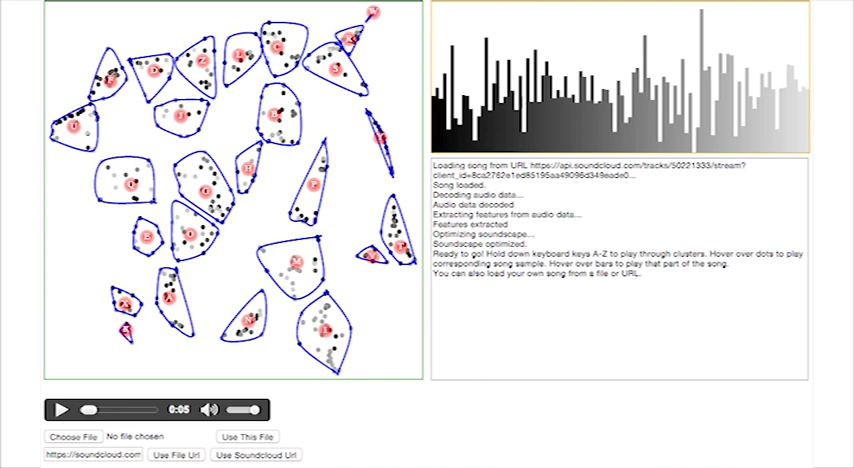 Z
C
S
J
Loading song from URL https://api.soundcloud.com/tracks/50221333/stream?
client_id=8ca2762e1ed85195aa49096d349eade0...
Song loaded.
Decoding audio data...
Audio data decoded
Extracting features from audio data...
Features extracted
Optimizing soundscape...
Soundscape optimized.
Ready to go! Hold down keyboard keys A-Z to play through clusters. Hover over dots to play
corresponding song sample. Hover over bars to play that part of the song.
You can also load your own song from a file or URL.
0:05
Choose File No file chosen Use This File
https://soundcloud.com Use File Url Use Soundcloud Url